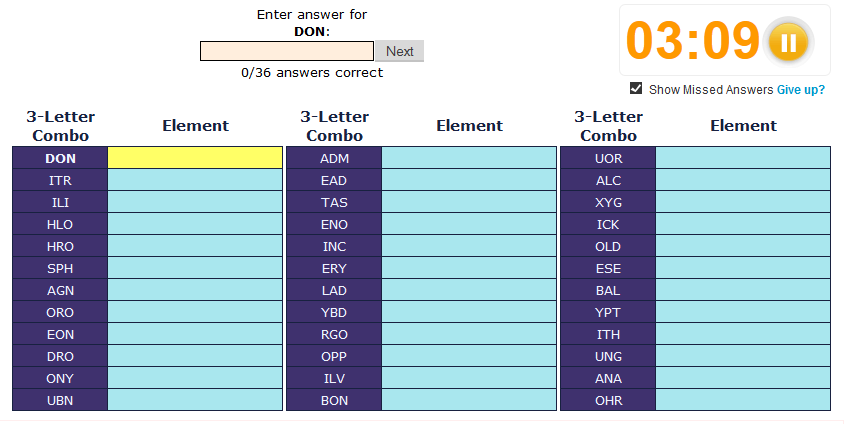 Enter answer for
DON:
Next
0/36 answers correct
03:09
Show Missed Answers Give up?
3-Letter Combo Element 3-Letter Combo Element 3-Letter Combo Element
DON ADM UOR
ITR EAD ALC
ILI TAS XYG
HLO ENO ICK
HRO INC OLD
SPH ERY ESE
AGN LAD BAL
ORO YBD YPT
EON RGO ITH
DRO OPP UNG
ONY ILV ANA
UBN BON OHR